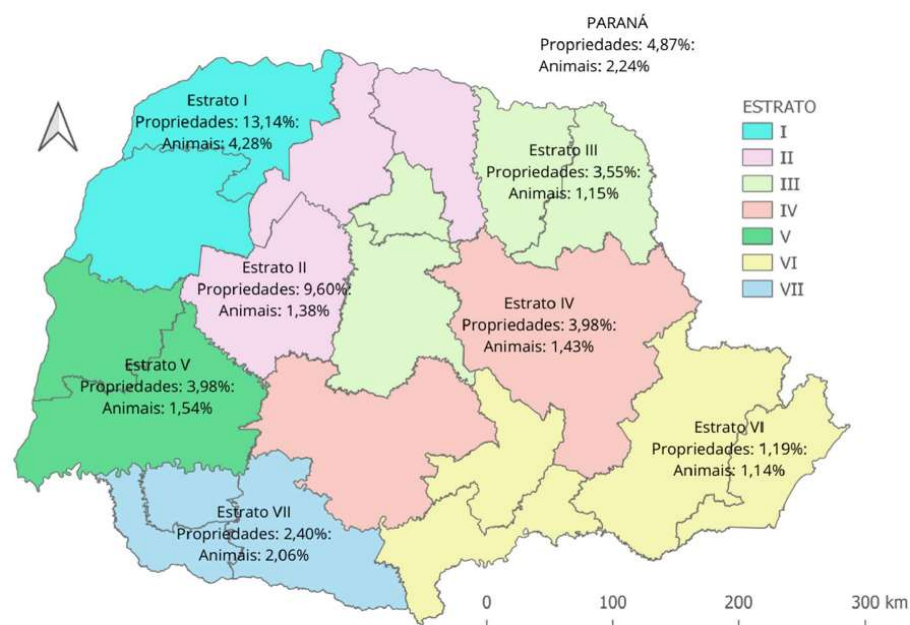 PARANÁ
Propriedades: 4,87%:
Animais: 2,24%
Estrato I
Propriedades: 13,14%:
Animais: 4,28%
Estrato III
Propriedades: 3,55%:
Animais: 1,15%
Estrato II
Propriedades: 9,60%:
Animais: 1,38%
Estrato IV
Propriedades: 3,98%:
Animais: 1,43%
Estrato V
Propriedades: 3,98%:
Animais: 1,54%
Estrato VI
Propriedades: 1,19%:
Animais: 1,14%
Estrato VII
Propriedades: 2,40%:
Animais: 2,06%
ESTRATO
I
II
III
IV
V
VI
VII
0 100 200 300 km